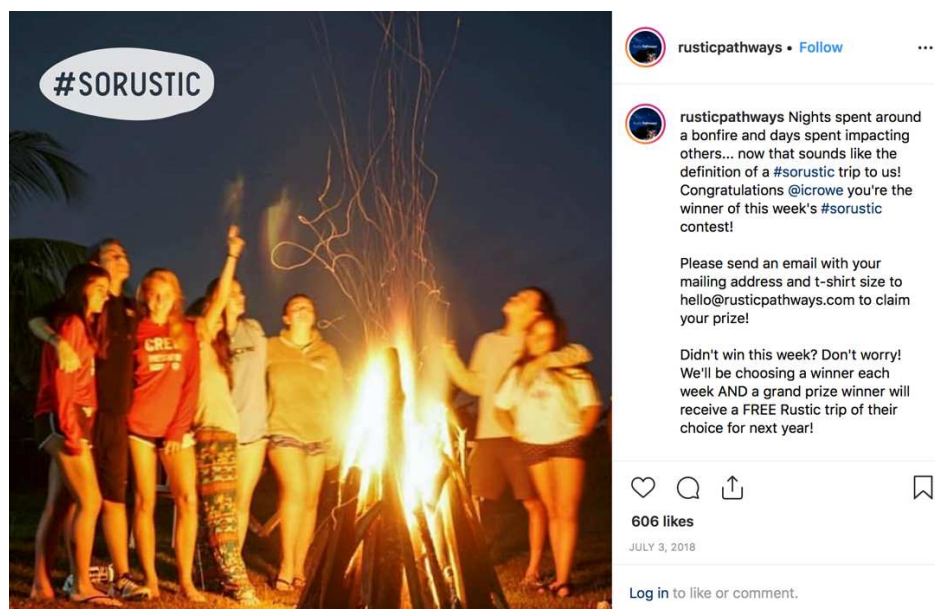 #SORUSTIC
rusticpathways • Follow
rusticpathways Nights spent around
a bonfire and days spent impacting
others... now that sounds like the
definition of a #sorustic trip to us!
Congratulations @icrowe you're the
winner of this week's #sorustic
contest!
Please send an email with your
mailing address and t-shirt size to
hello@rusticpathways.com to claim
your prize!
Didn't win this week? Don't worry!
We'll be choosing a winner each
week AND a grand prize winner will
receive a FREE Rustic trip of their
choice for next year!
606 likes
JULY 3, 2018
Log in to like or comment.